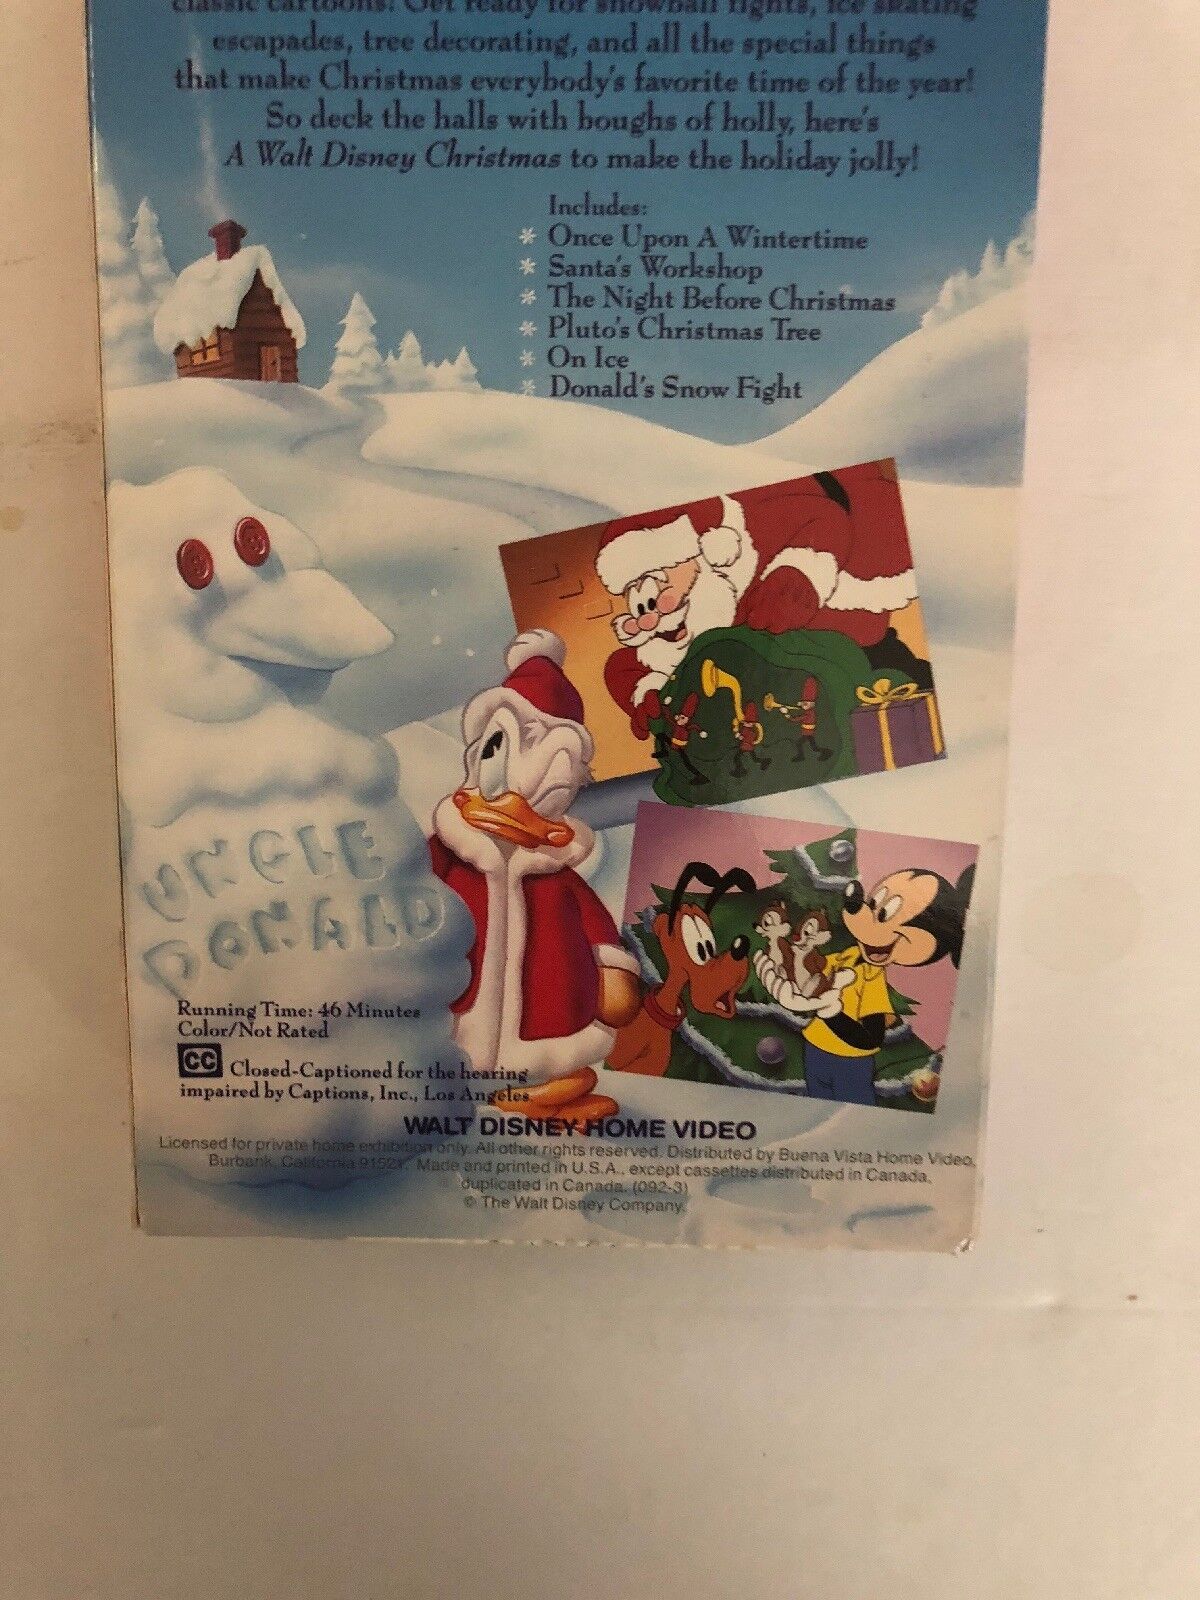 classic cartoons! Get ready for snowball fights, ice skating
escapades, tree decorating, and all the special things
that make Christmas everybody's favorite time of the year!
So deck the halls with boughs of holly, here's
A Walt Disney Christmas to make the holiday jolly!
Includes:
* Once Upon A Wintertime
* Santa's Workshop
* The Night Before Christmas
* Pluto's Christmas Tree
* On Ice
* Donald's Snow Fight
UNCLE
DONALD
Running Time: 46 Minutes
Color/Not Rated
CC Closed-Captioned for the hearing
impaired by Captions, Inc., Los Angeles
WALT DISNEY HOME VIDEO
Licensed for private home exhibition only. All other rights reserved. Distributed by Buena Vista Home Video,
Burbank, California 91521. Made and printed in U.S.A., except cassettes distributed in Canada,
duplicated in Canada. (092-3)
© The Walt Disney Company.